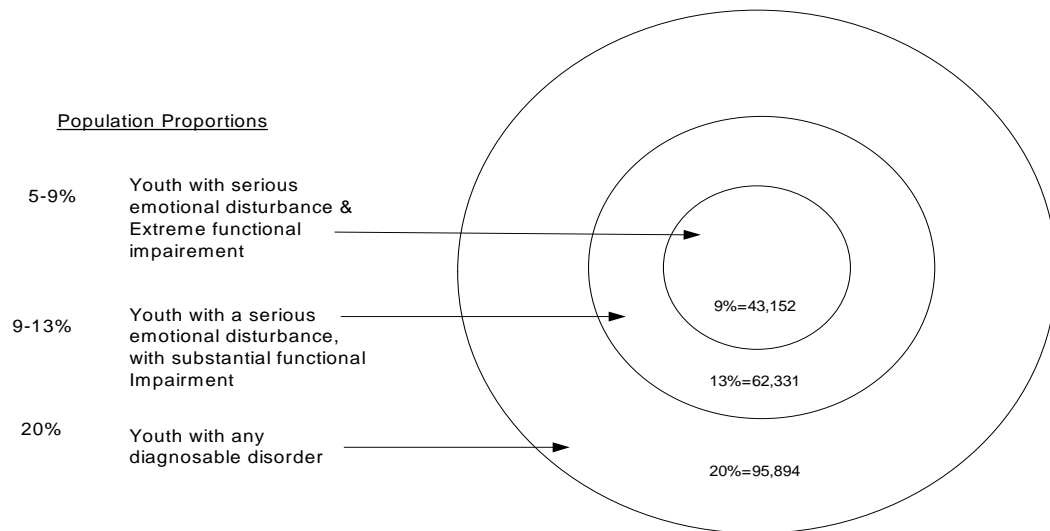 Population Proportions
5-9%
Youth with serious
emotional disturbance &
Extreme functional
impairement
9-13%
Youth with a serious
emotional disturbance,
with substantial functional
Impairment
20%
Youth with any
diagnosable disorder
9%=43,152
13%=62,331
20%=95,894